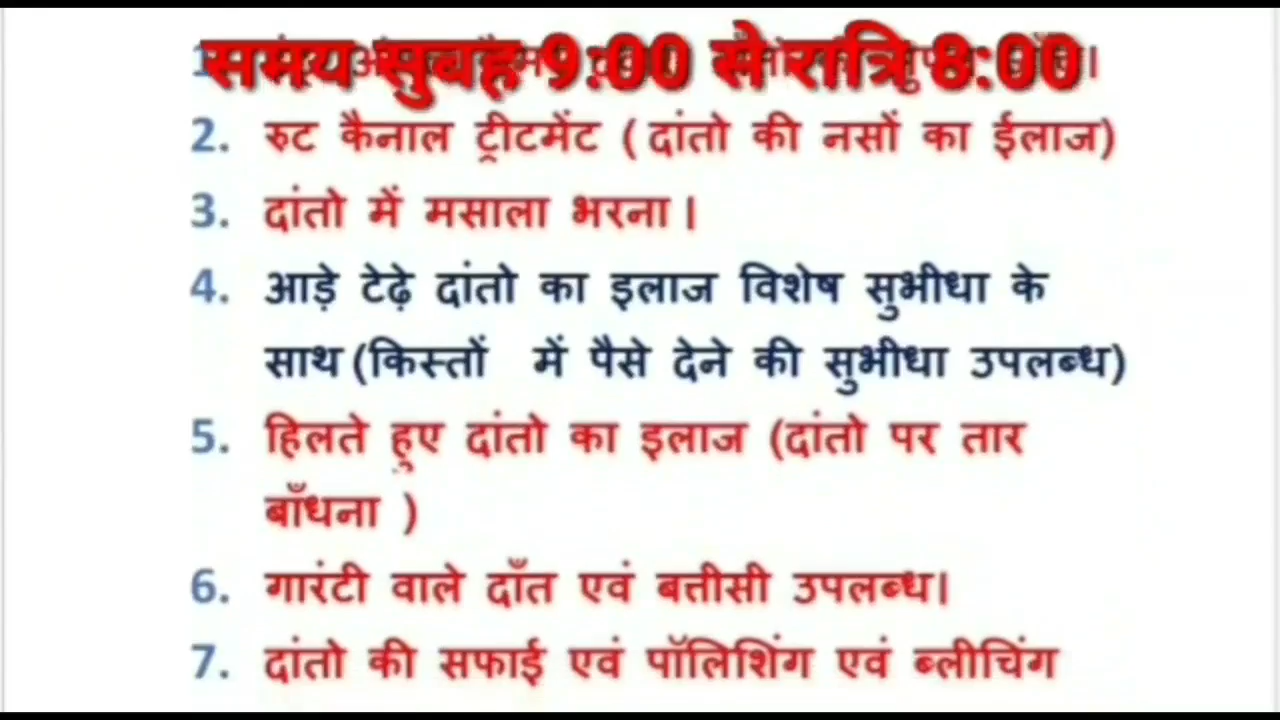 समय सुबह 9:00 से रात्रि 8:00
1.
2. रुट कैनाल ट्रीटमेंट ( दांतो की नसों का ईलाज)
3. दांतो में मसाला भरना।
4. आड़े टेढ़े दांतो का इलाज विशेष सुभीधा के
साथ (किस्तों में पैसे देने की सुभीधा उपलब्ध)
5. हिलते हुए दांतो का इलाज (दांतो पर तार
बाँधना )
6. गारंटी वाले दाँत एवं बत्तीसी उपलब्ध।
7. दांतो की सफाई एवं पॉलिशिंग एवं ब्लीचिंग